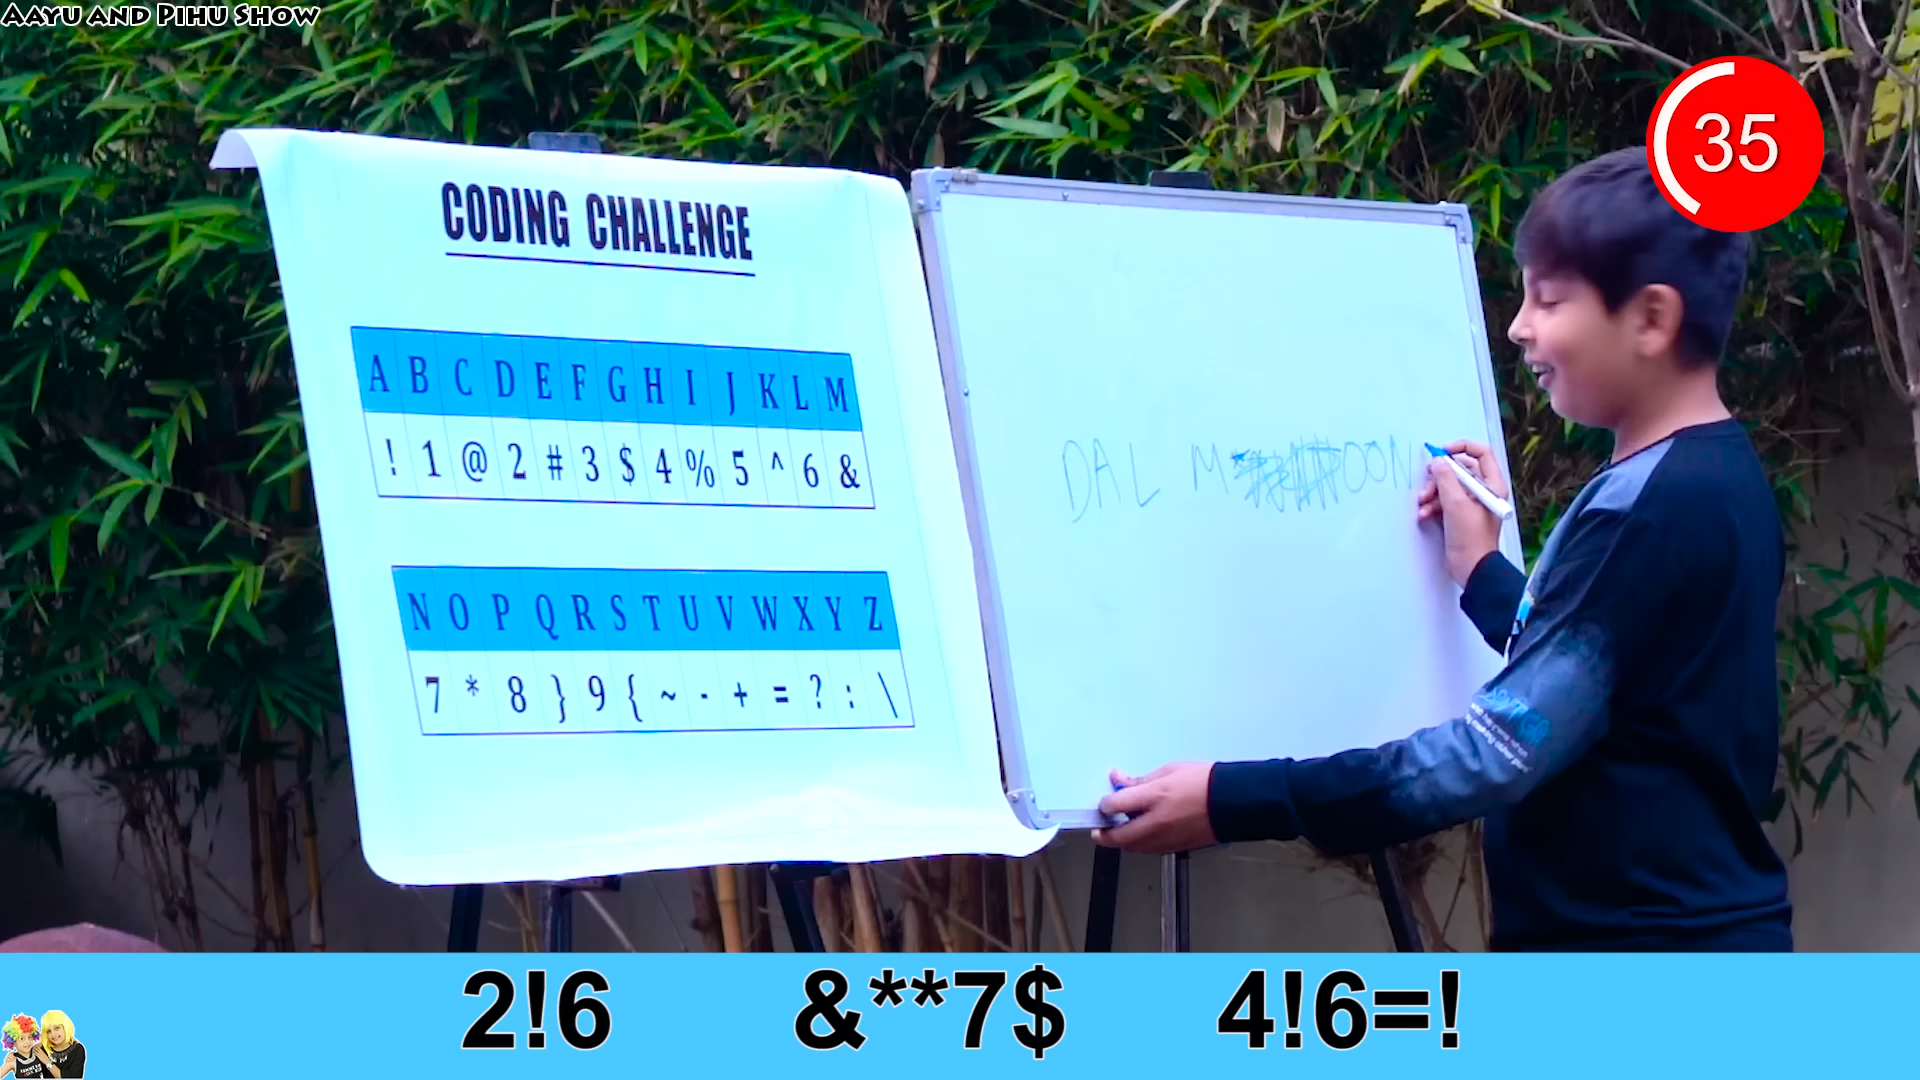 AAYU AND PIHU SHOW
35
CODING CHALLENGE
A B C D E F G H I J K L M
! 1 @ 2 # 3 $ 4 % 5 ^ 6 &
N O P Q R S T U V W X Y Z
7 * 8 } 9 { ~ - + = ? : \
DAL M OON
2!6 &**7$ 4!6=!